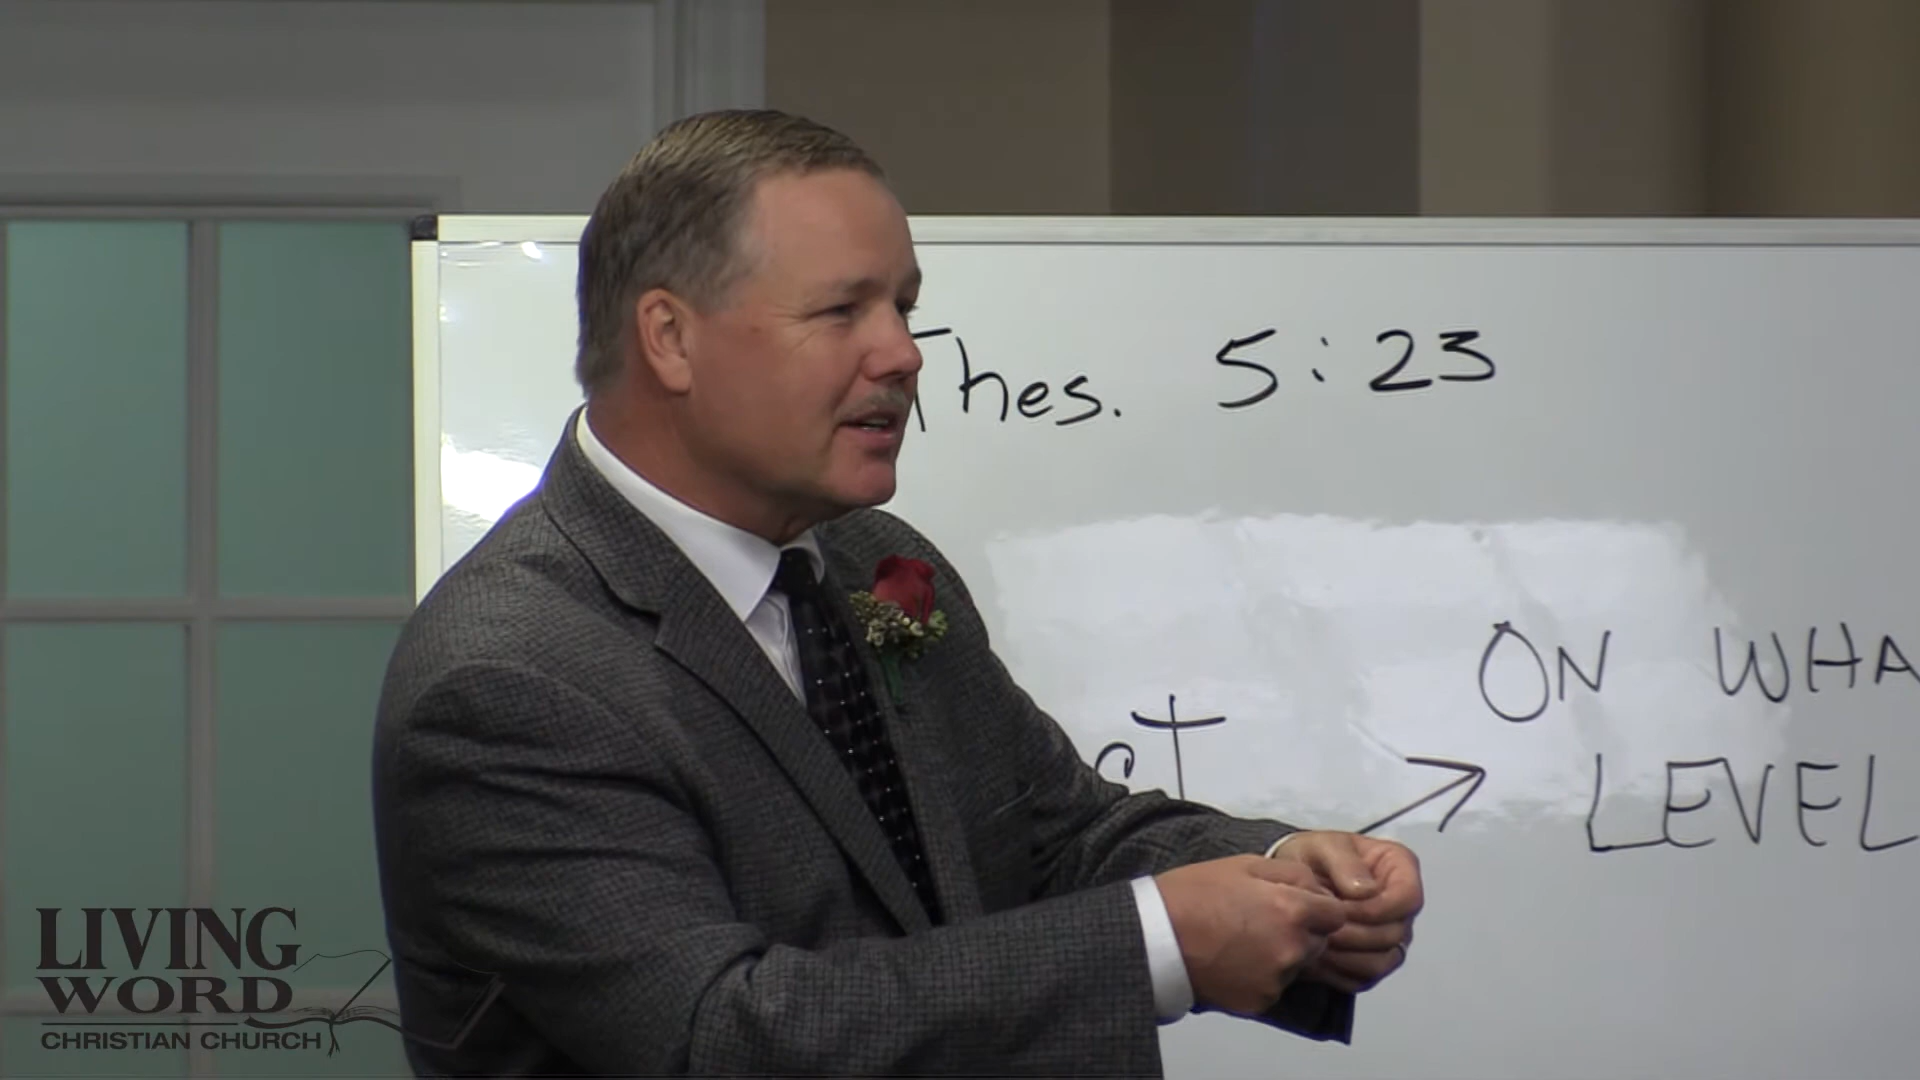 Thes. 5:23
ON WHA
LEVEL
LIVING
WORD
CHRISTIAN CHURCH